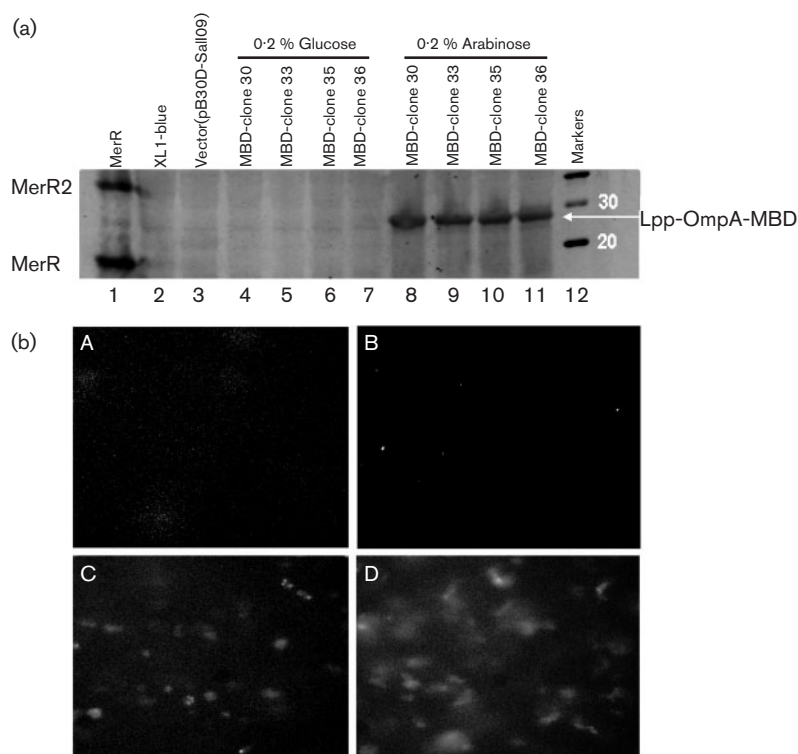 (a)
0·2 % Glucose
0·2 % Arabinose
MerR
XL1-blue
Vector(pB30D-SalI09)
MBD-clone 30
MBD-clone 33
MBD-clone 35
MBD-clone 36
MBD-clone 30
MBD-clone 33
MBD-clone 35
MBD-clone 36
Markers
MerR2
30
Lpp-OmpA-MBD
20
MerR
1 2 3 4 5 6 7 8 9 10 11 12
(b)
A
B
C
D